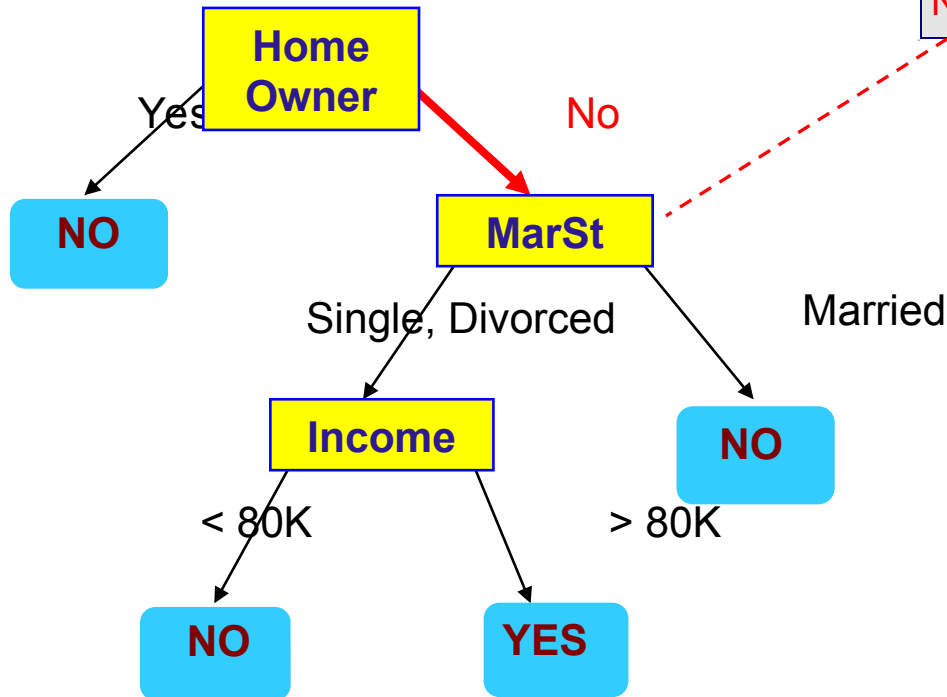 Home
Owner
Yes
No
NO
MarSt
Single, Divorced
Married
Income
NO
< 80K
> 80K
NO
YES